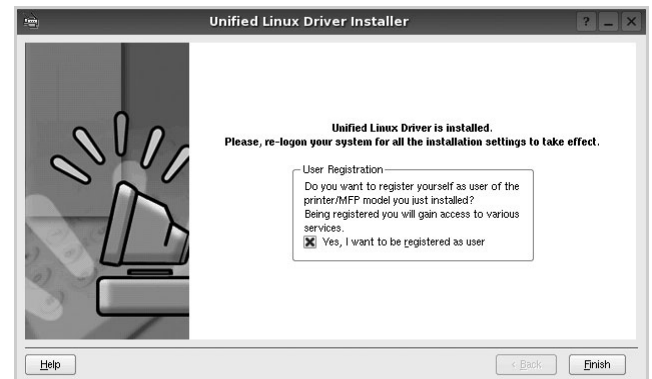 Unified Linux Driver Installer
Unified Linux Driver is installed.
Please, re-logon your system for all the installation settings to take effect.
User Registration
Do you want to register yourself as user of the
printer/MFP model you just installed?
Being registered you will gain access to various
services.
Yes, I want to be registered as user
Help
< Back
Finish